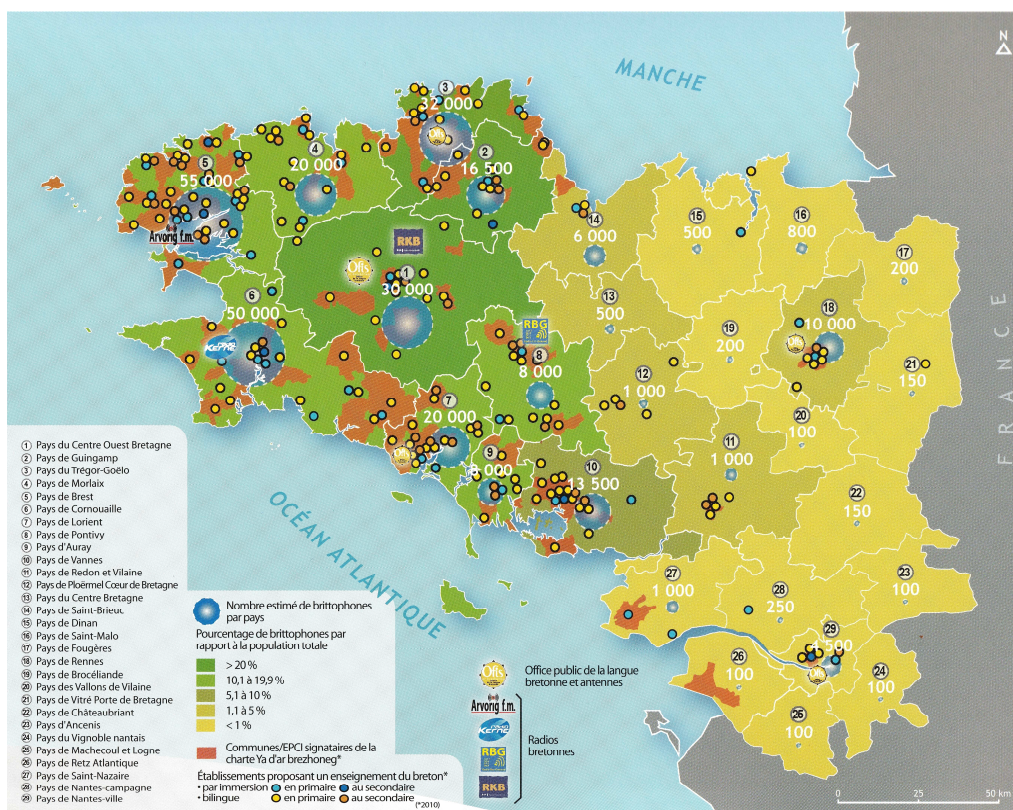 MANCHE
N
3
32 000
2
16 500
4
20 000
5
55 000
Arvorig f.m.
Ofis
RKB
Ofis
1
30 000
6
50 000
KERNE
RBG
8
8 000
7
20 000
Ofis
9
8 000
10
13 500
14
6 000
15
500
16
800
17
200
13
500
18
10 000
Ofis
19
200
12
1 000
21
150
20
100
11
1 000
22
150
23
100
27
1 000
28
250
29
4 500
Ofis
26
100
24
100
26
100
FRANCE
OCÉAN ATLANTIQUE
1 Pays du Centre Ouest Bretagne
2 Pays de Guingamp
3 Pays du Trégor-Goëlo
4 Pays de Morlaix
5 Pays de Brest
6 Pays de Cornouaille
7 Pays de Lorient
8 Pays de Pontivy
9 Pays d'Auray
10 Pays de Vannes
11 Pays de Redon et Vilaine
12 Pays de Ploërmel Cœur de Bretagne
13 Pays du Centre Bretagne
14 Pays de Saint-Brieuc
15 Pays de Dinan
16 Pays de Saint-Malo
17 Pays de Fougères
18 Pays de Rennes
19 Pays de Brocéliande
20 Pays des Vallons de Vilaine
21 Pays de Vitré Porte de Bretagne
22 Pays de Châteaubriant
23 Pays d'Ancenis
24 Pays du Vignoble nantais
25 Pays de Machecoul et Logne
26 Pays de Retz Atlantique
27 Pays de Saint-Nazaire
28 Pays de Nantes-campagne
29 Pays de Nantes-ville
Nombre estimé de brittophones
par pays
Pourcentage de brittophones par
rapport à la population totale
> 20 %
10,1 à 19,9 %
5,1 à 10 %
1,1 à 5 %
< 1 %
Communes/EPCI signataires de la
charte Ya d'ar brezhoneg*
Établissements proposant un enseignement du breton*
• par immersion en primaire au secondaire
• bilingue en primaire au secondaire
(*2010)
Ofis
Office public de la langue
bretonne et antennes
Arvorig f.m.
KERNE
RBG
RKB
Radios
bretonnes
0 25 50 km